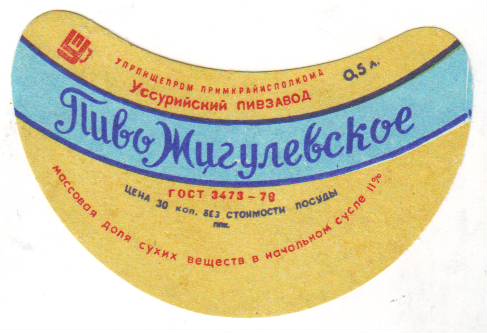 УПРПИЩЕПРОМ ПРИМКРАЙИСПОЛКОМА
УССУРИЙСКИЙ ПИВЗАВОД
0,5 л.
Пиво Жигулевское
ГОСТ 3473-78
ЦЕНА 30 коп. БЕЗ СТОИМОСТИ ПОСУДЫ
массовая доля сухих веществ в начальном сусле 11%